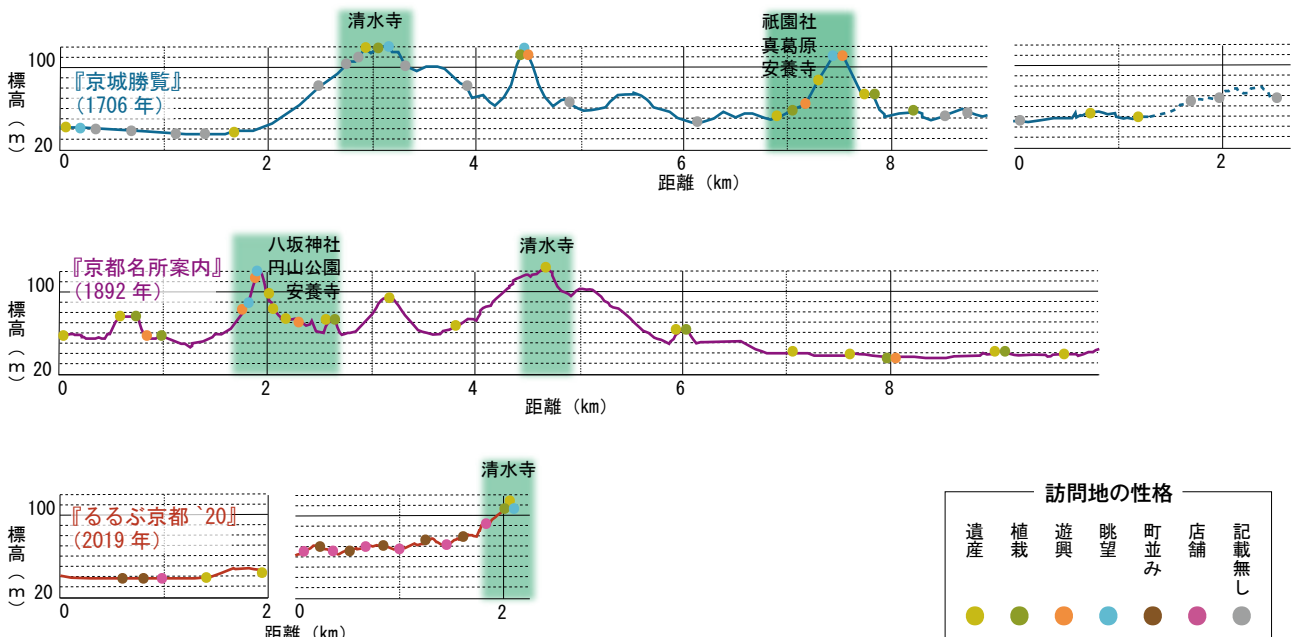 清水寺
祇園社
真葛原
安養寺
『京城勝覧』
(1706 年)
標高(m)
100
20
0
2
4
6
8
0
2
距離 (km)
八坂神社
円山公園
安養寺
清水寺
『京都名所案内』
(1892 年)
標高(m)
100
20
0
2
4
6
8
距離 (km)
清水寺
『るるぶ京都 `20』
(2019 年)
標高(m)
100
20
0
2
0
2
距離 (km)
訪問地の性格
遺産
植栽
遊興
眺望
町並み
店舗
記載無し